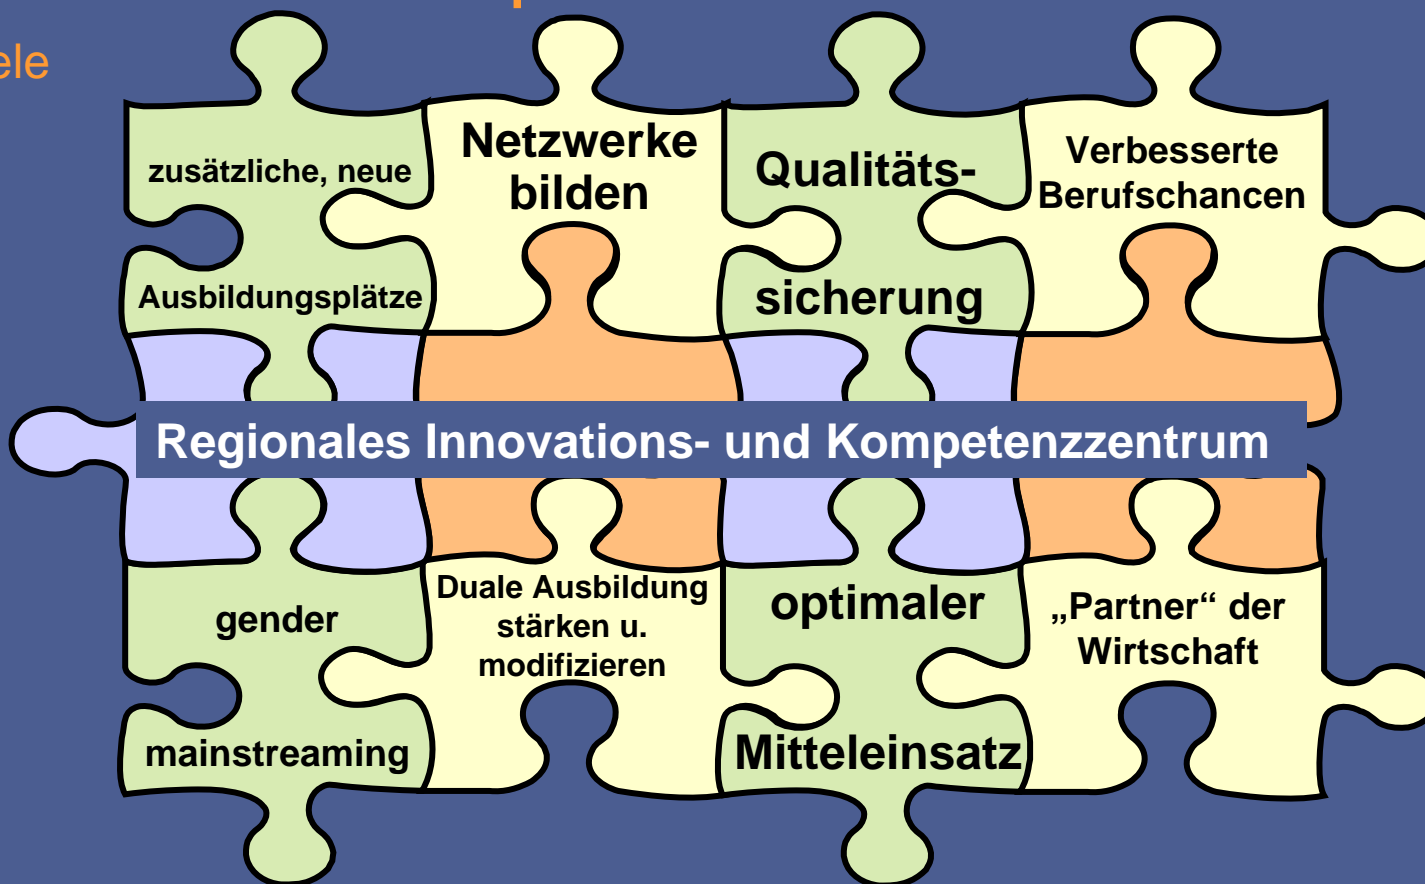 ele
zusätzliche, neue
Ausbildungsplätze
Netzwerke
bilden
Qualitäts-
sicherung
Verbesserte
Berufschancen
Regionales Innovations- und Kompetenzzentrum
gender
mainstreaming
Duale Ausbildung
stärken u.
modifizieren
optimaler
Mitteleinsatz
„Partner“ der
Wirtschaft